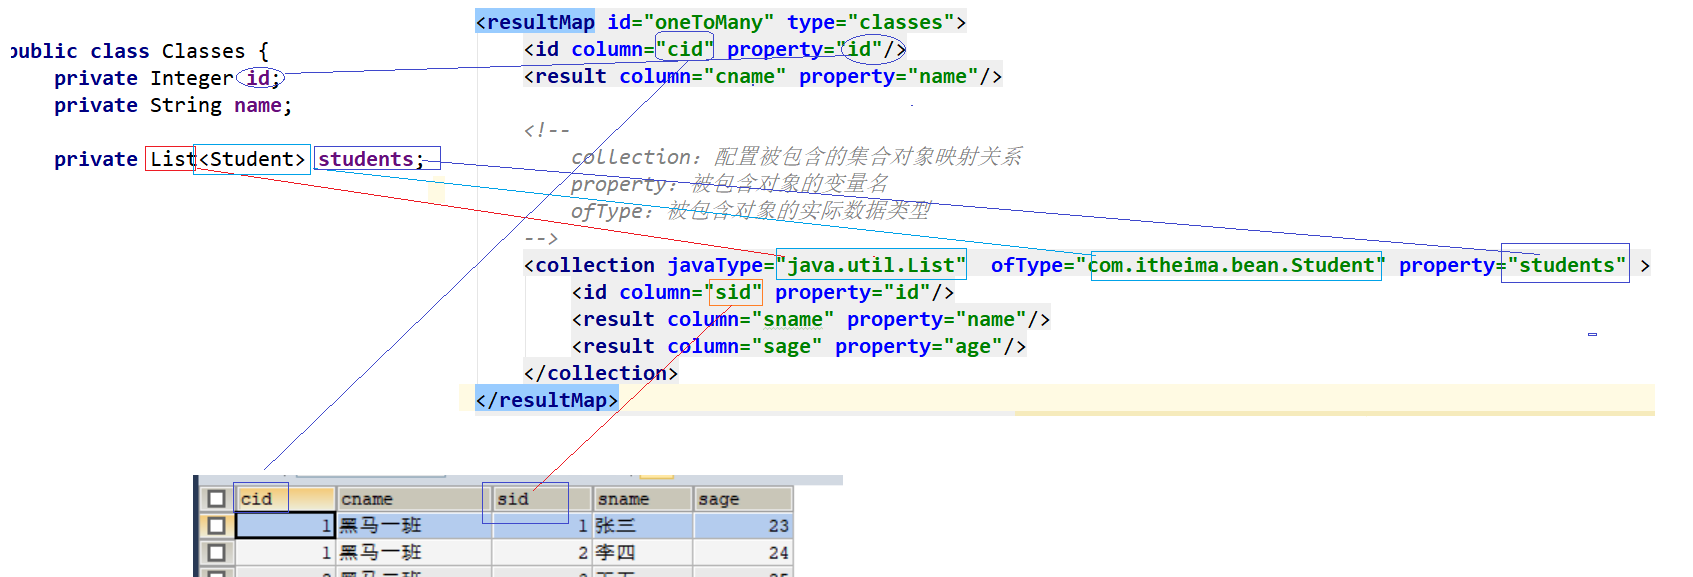 public class Classes {
private Integer id;
private String name;
private List<Student> students;
<resultMap id="oneToMany" type="classes">
<id column="cid" property="id"/>
<result column="cname" property="name"/>
<!--
collection：配置被包含的集合对象映射关系
property：被包含对象的变量名
ofType：被包含对象的实际数据类型
-->
<collection javaType="java.util.List" ofType="com.itheima.bean.Student" property="students" >
<id column="sid" property="id"/>
<result column="sname" property="name"/>
<result column="sage" property="age"/>
</collection>
</resultMap>
cid cname sid sname sage
1 黑马一班 1 张三 23
1 黑马一班 2 李四 24